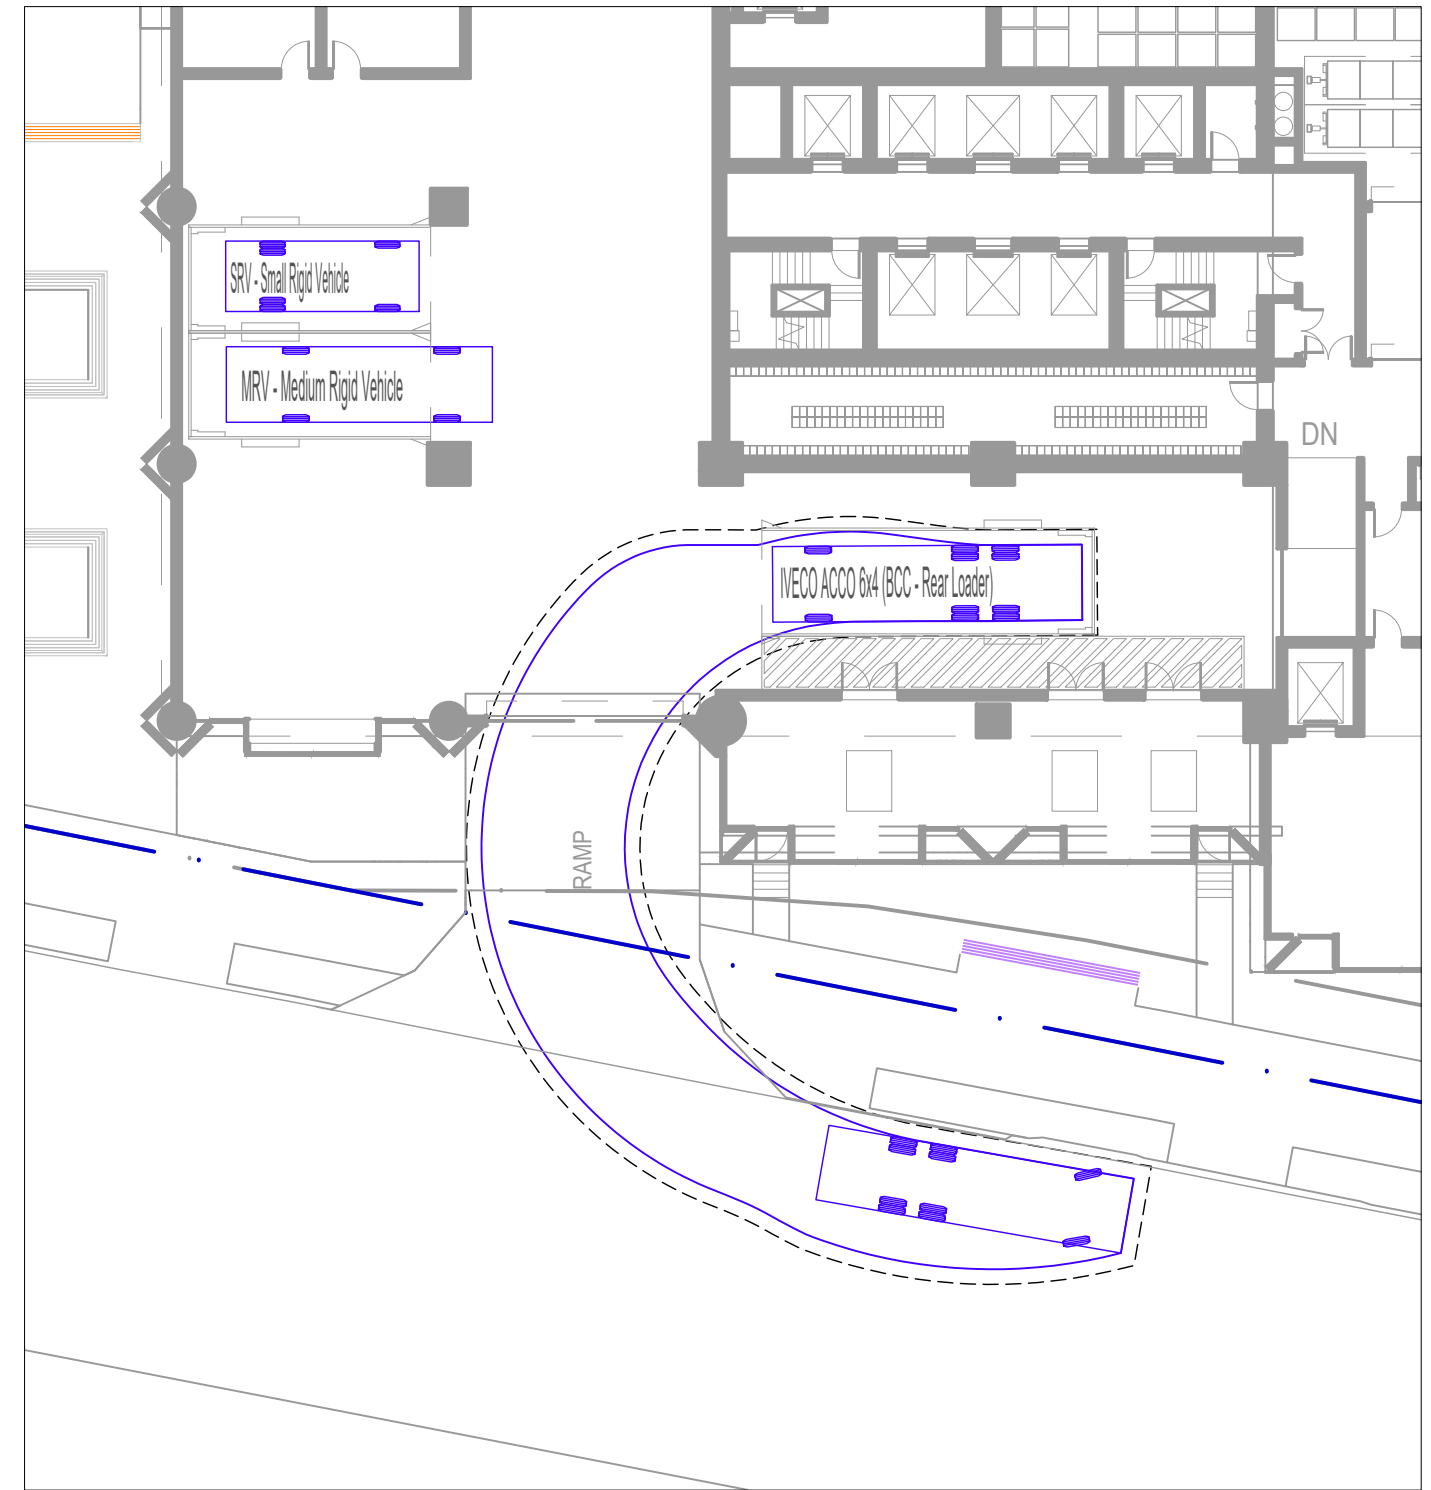 SRV - Small Rigid Vehicle
MRV - Medium Rigid Vehicle
DN
IVECO ACCO 6x4 (BCC - Rear Loader)
RAMP